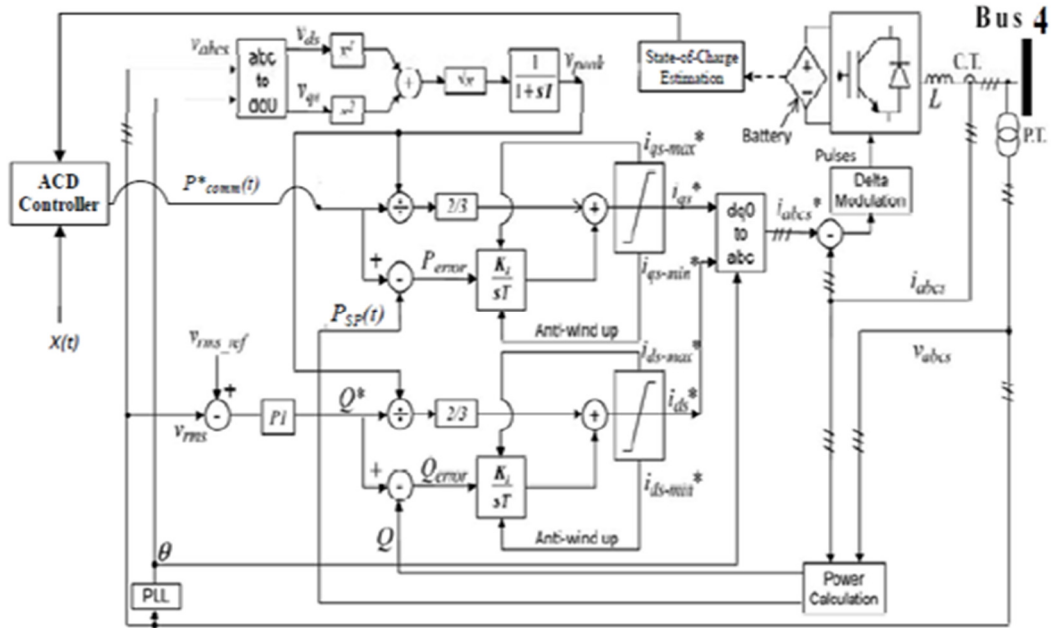 Bus 4
v_abcs
abc
to
dq0
v_ds
v_qs
x²
x²
+
√x
1
1+sT
v_peak
State-of-Charge
Estimation
Battery
+
-
L
C.T.
P.T.
Pulses
Delta
Modulation
ACD
Controller
P*_comm(t)
X(t)
÷
2/3
+
i_qs-max*
i_qs*
i_qs-min*
dq0
to
abc
i_abcs*
-
+
-
P_error
K_i
sT
P_SP(t)
Anti-wind up
i_abcs
v_abcs
v_rms_ref
+
-
v_rms
PI
Q*
÷
2/3
+
i_ds-max*
i_ds*
i_ds-min*
+
-
Q_error
K_i
sT
Q
Anti-wind up
θ
PLL
Power
Calculation